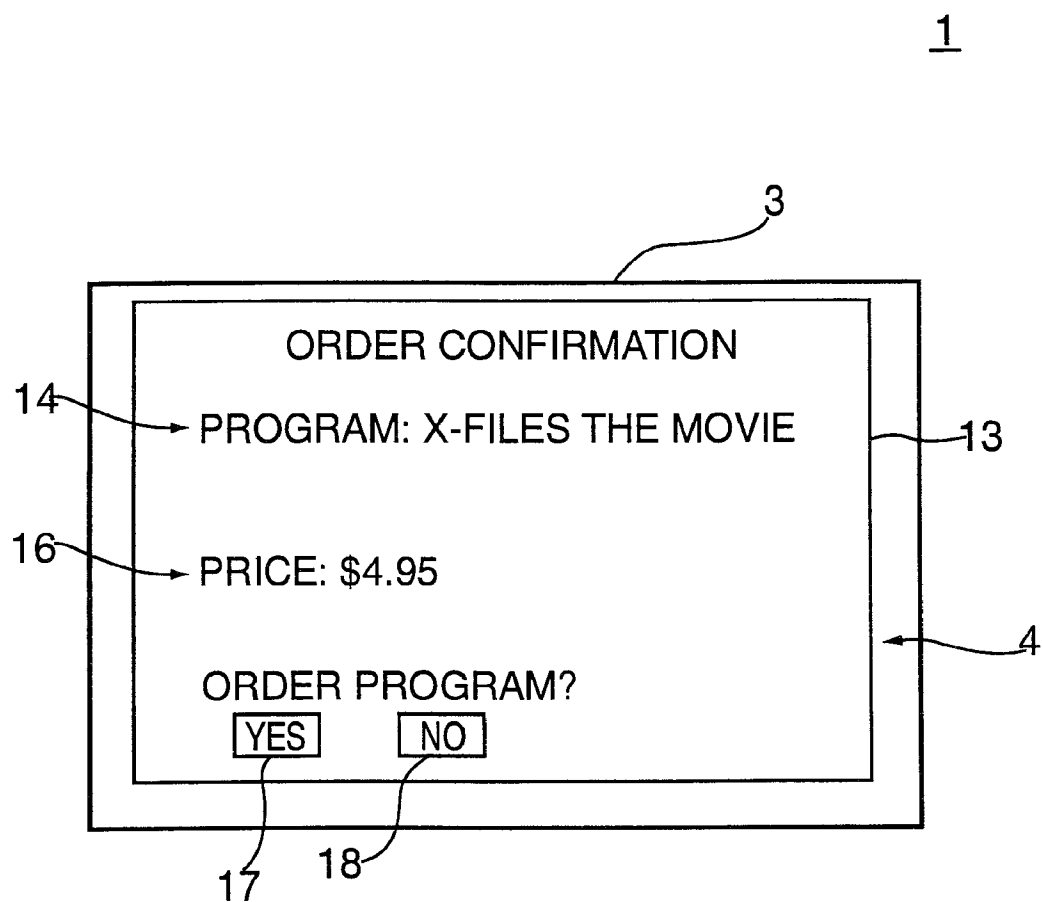 1
3
ORDER CONFIRMATION
14
PROGRAM: X-FILES THE MOVIE
13
16
PRICE: $4.95
4
ORDER PROGRAM?
YES NO
17
18